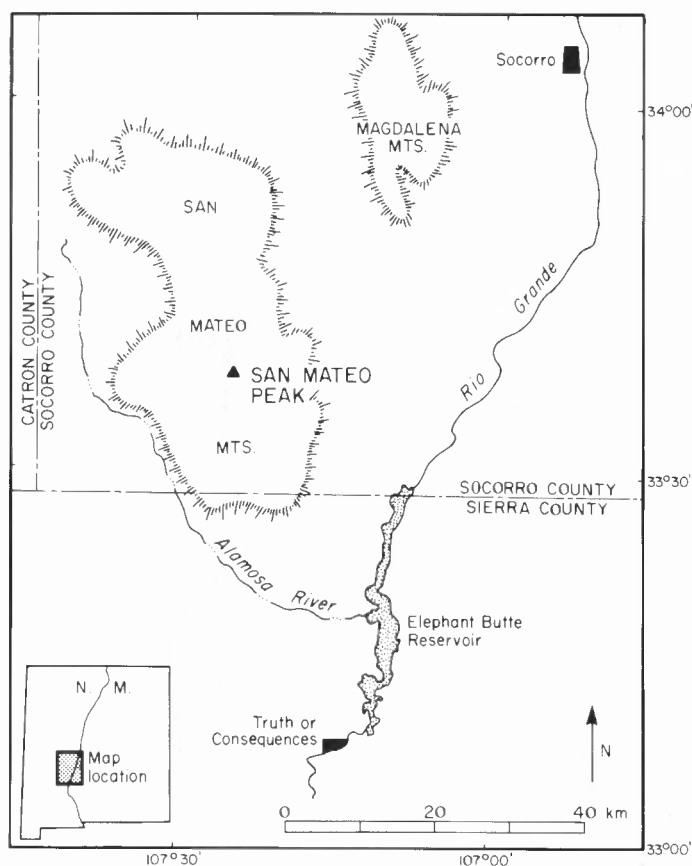 Socorro
34°00'
MAGDALENA
MTS.
SAN
Grande
MATEO
Rio
SAN MATEO
PEAK
CATRON COUNTY
SOCORRO COUNTY
MTS.
SOCORRO COUNTY
33°30'
SIERRA COUNTY
Alamosa
River
Elephant Butte
Reservoir
N. M.
Map
location
Truth or
Consequences
N
0 20 40 km
33°00'
107°30'
107°00'